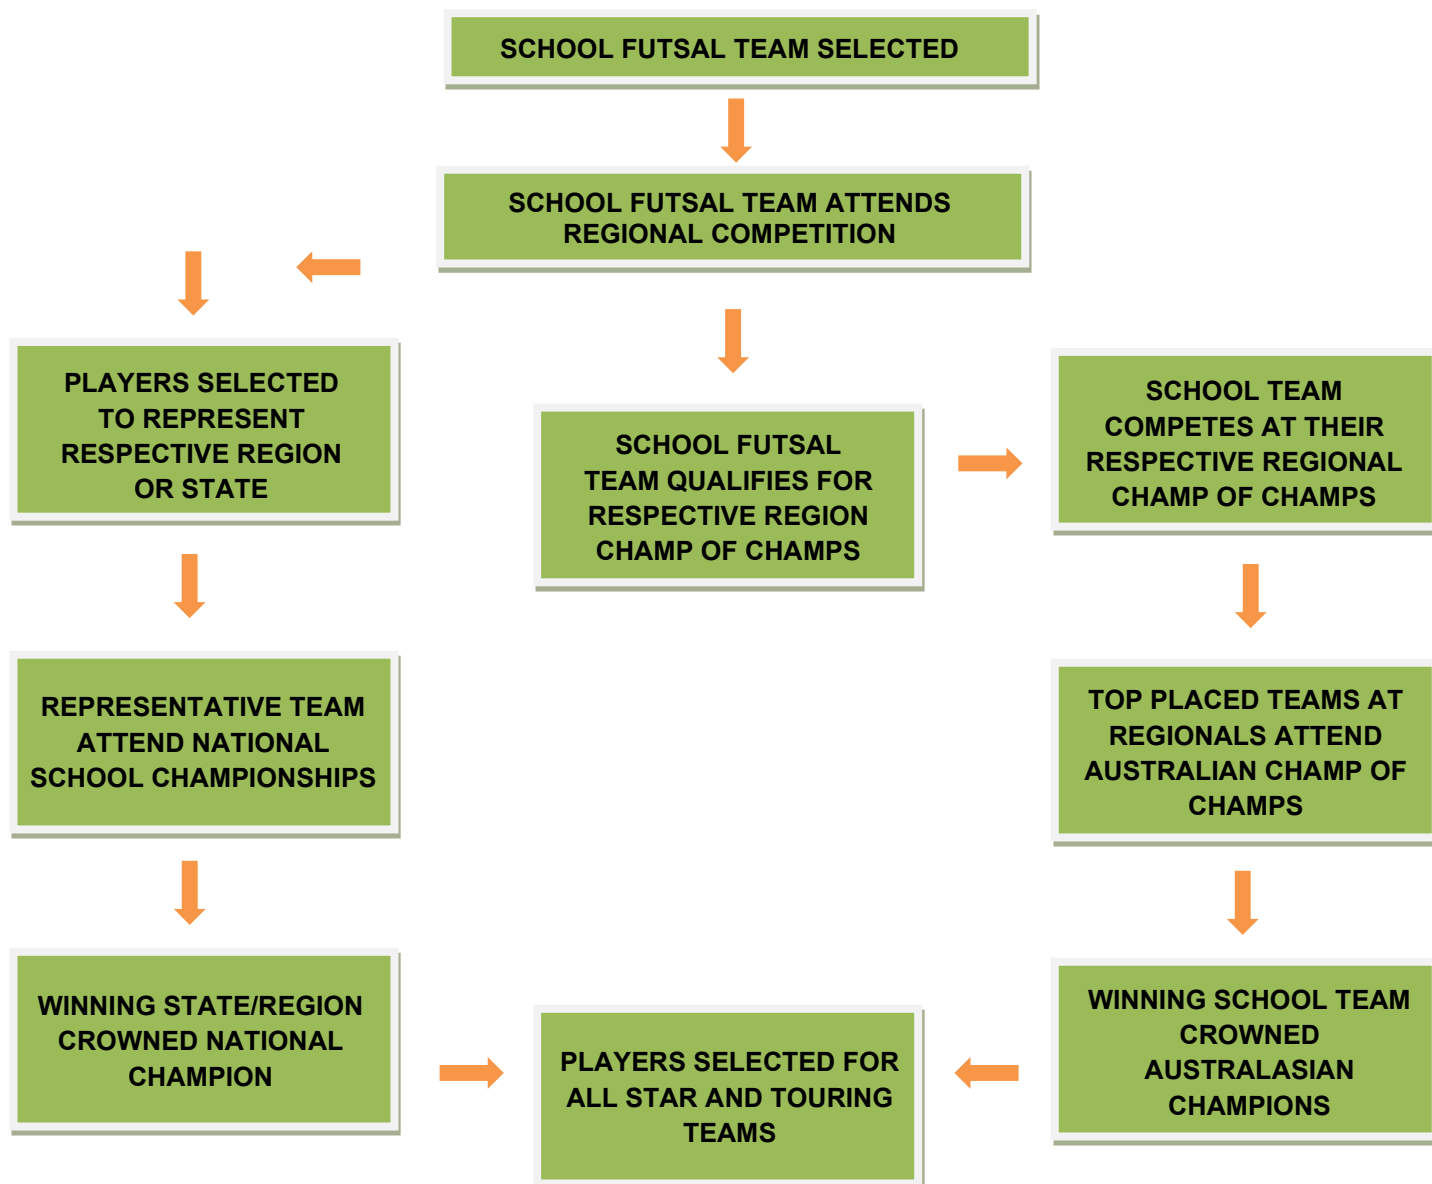 SCHOOL FUTSAL TEAM SELECTED
SCHOOL FUTSAL TEAM ATTENDS
REGIONAL COMPETITION
PLAYERS SELECTED
TO REPRESENT
RESPECTIVE REGION
OR STATE
SCHOOL FUTSAL
TEAM QUALIFIES FOR
RESPECTIVE REGION
CHAMP OF CHAMPS
SCHOOL TEAM
COMPETES AT THEIR
RESPECTIVE REGIONAL
CHAMP OF CHAMPS
REPRESENTATIVE TEAM
ATTEND NATIONAL
SCHOOL CHAMPIONSHIPS
TOP PLACED TEAMS AT
REGIONALS ATTEND
AUSTRALIAN CHAMP OF
CHAMPS
WINNING STATE/REGION
CROWNED NATIONAL
CHAMPION
PLAYERS SELECTED FOR
ALL STAR AND TOURING
TEAMS
WINNING SCHOOL TEAM
CROWNED
AUSTRALASIAN
CHAMPIONS